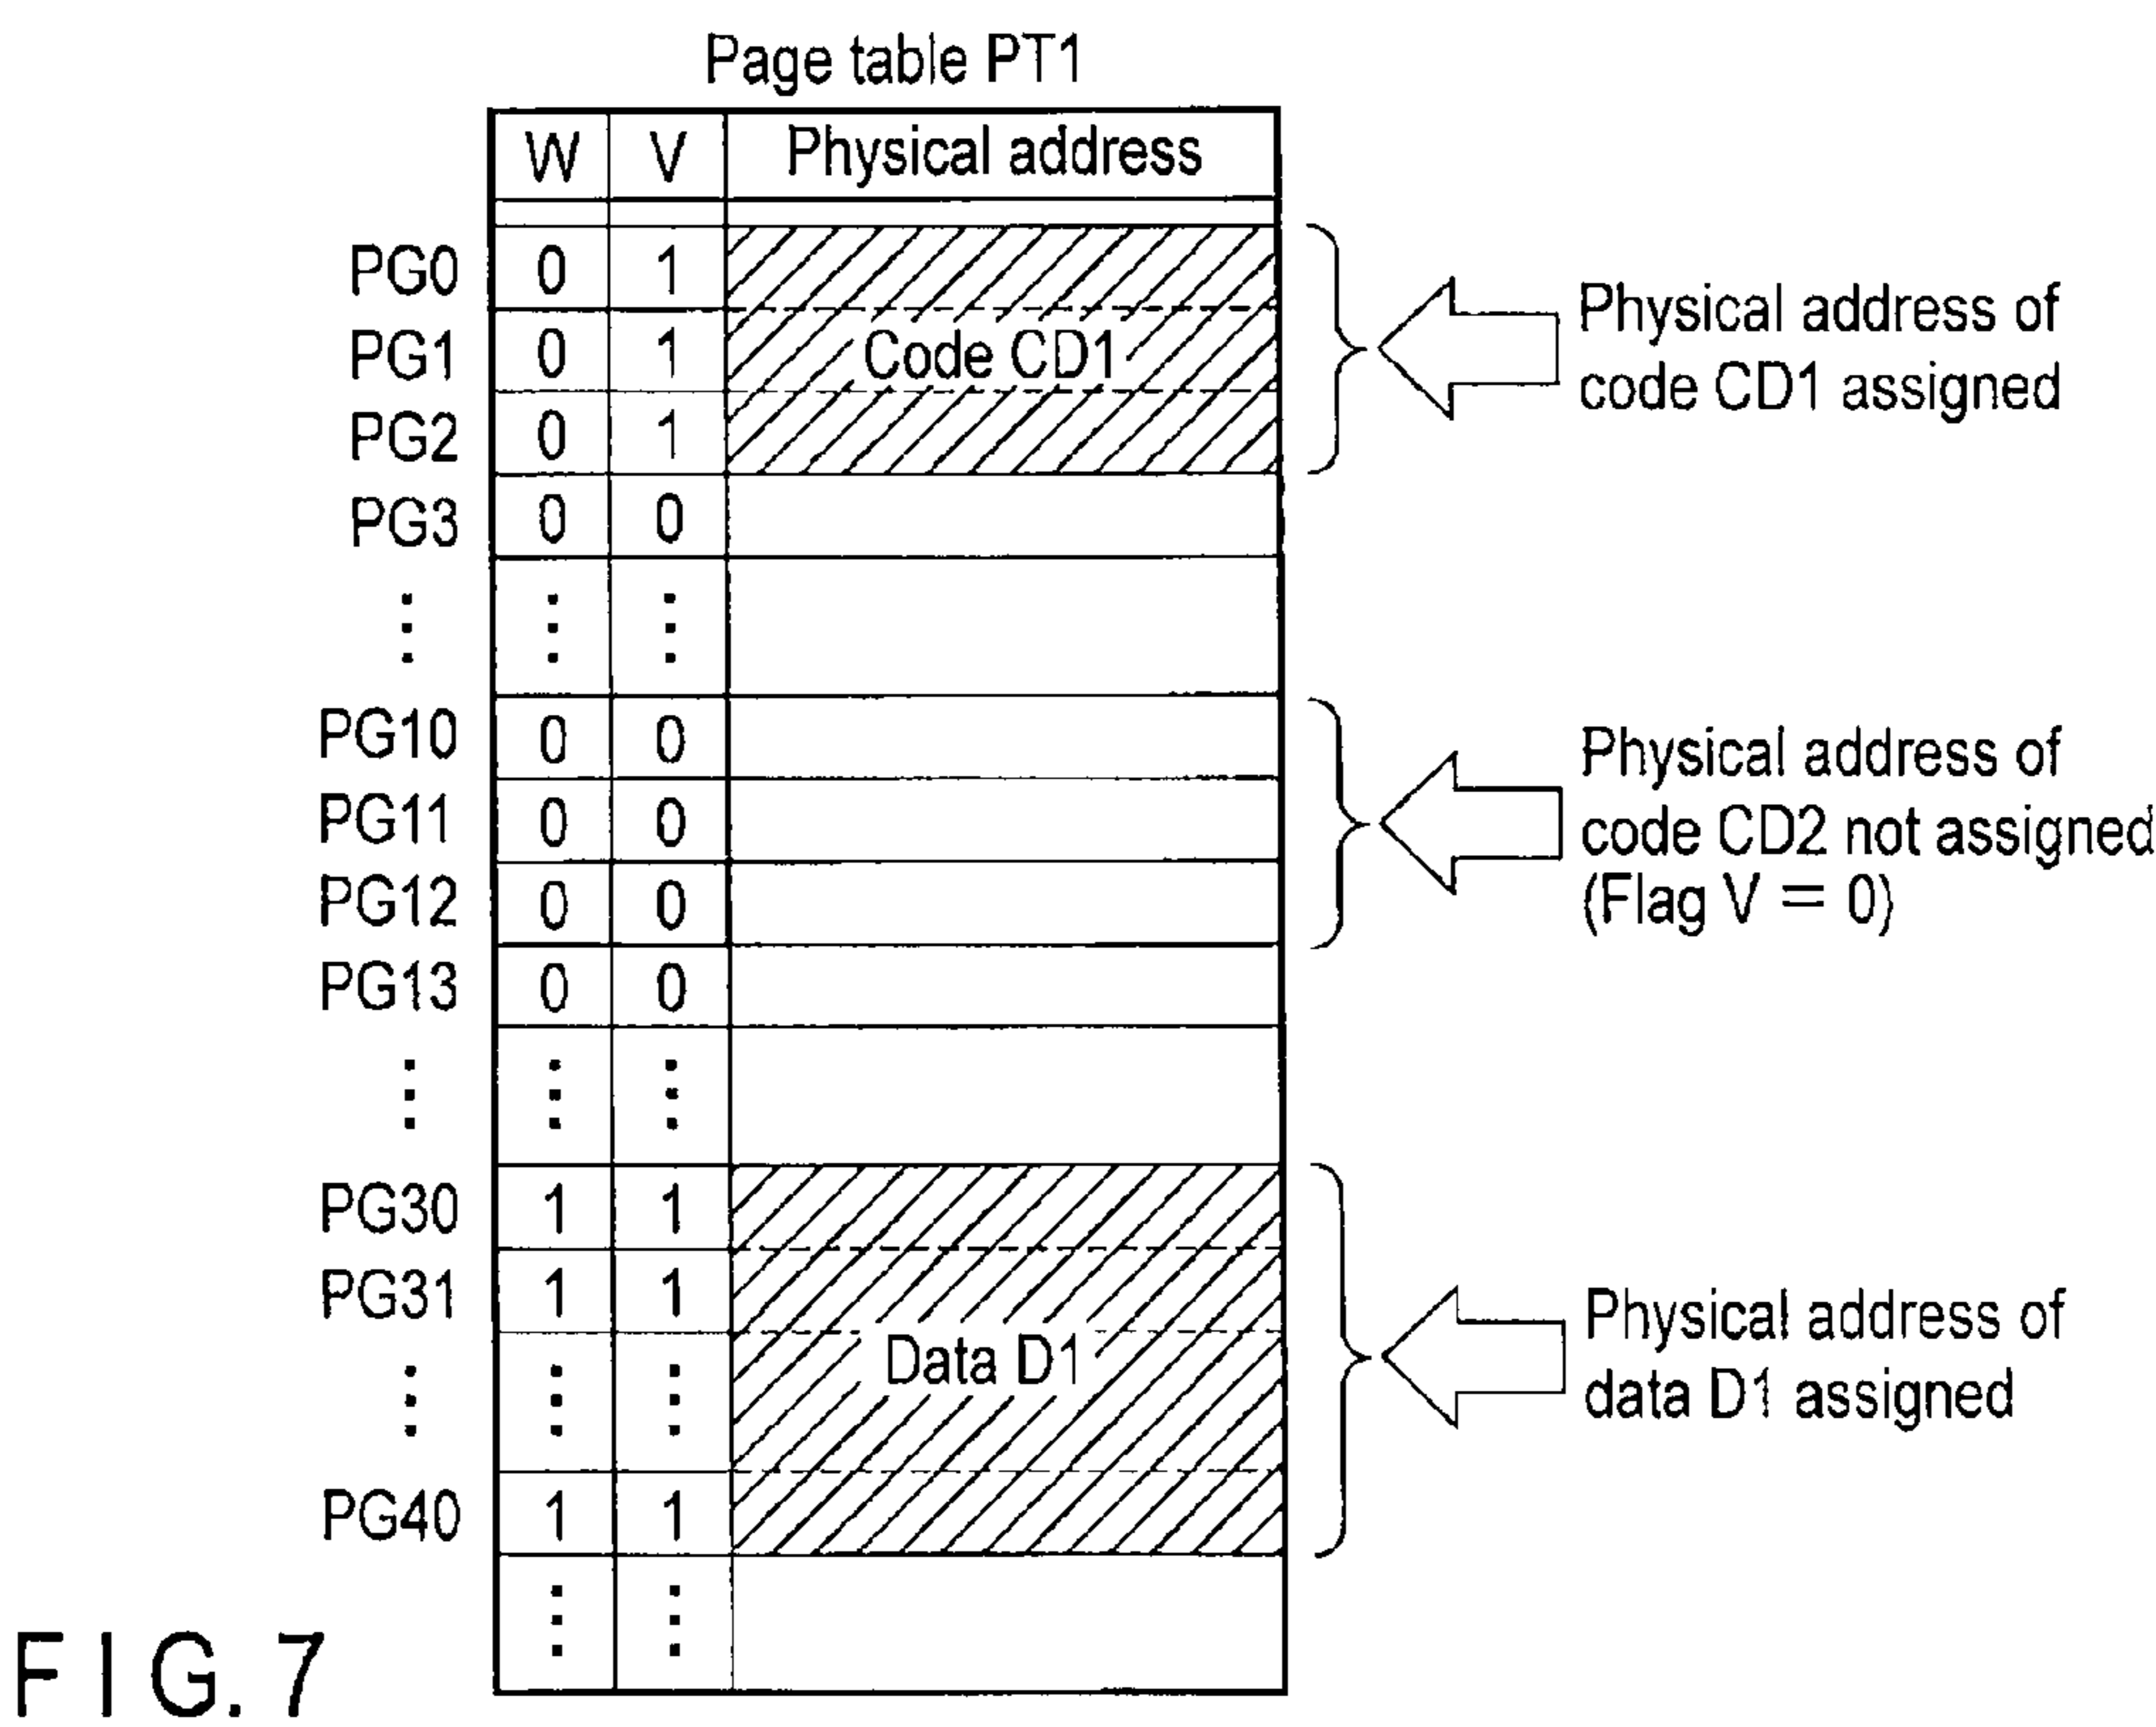 Page table PT1
W V Physical address
PG0 0 1
PG1 0 1 Code CD1
PG2 0 1
PG3 0 0
Physical address of
code CD1 assigned
PG10 0 0
PG11 0 0
PG12 0 0
PG13 0 0
Physical address of
code CD2 not assigned
(Flag V = 0)
PG30 1 1
PG31 1 1
Data D1
PG40 1 1
Physical address of
data D1 assigned
FIG. 7